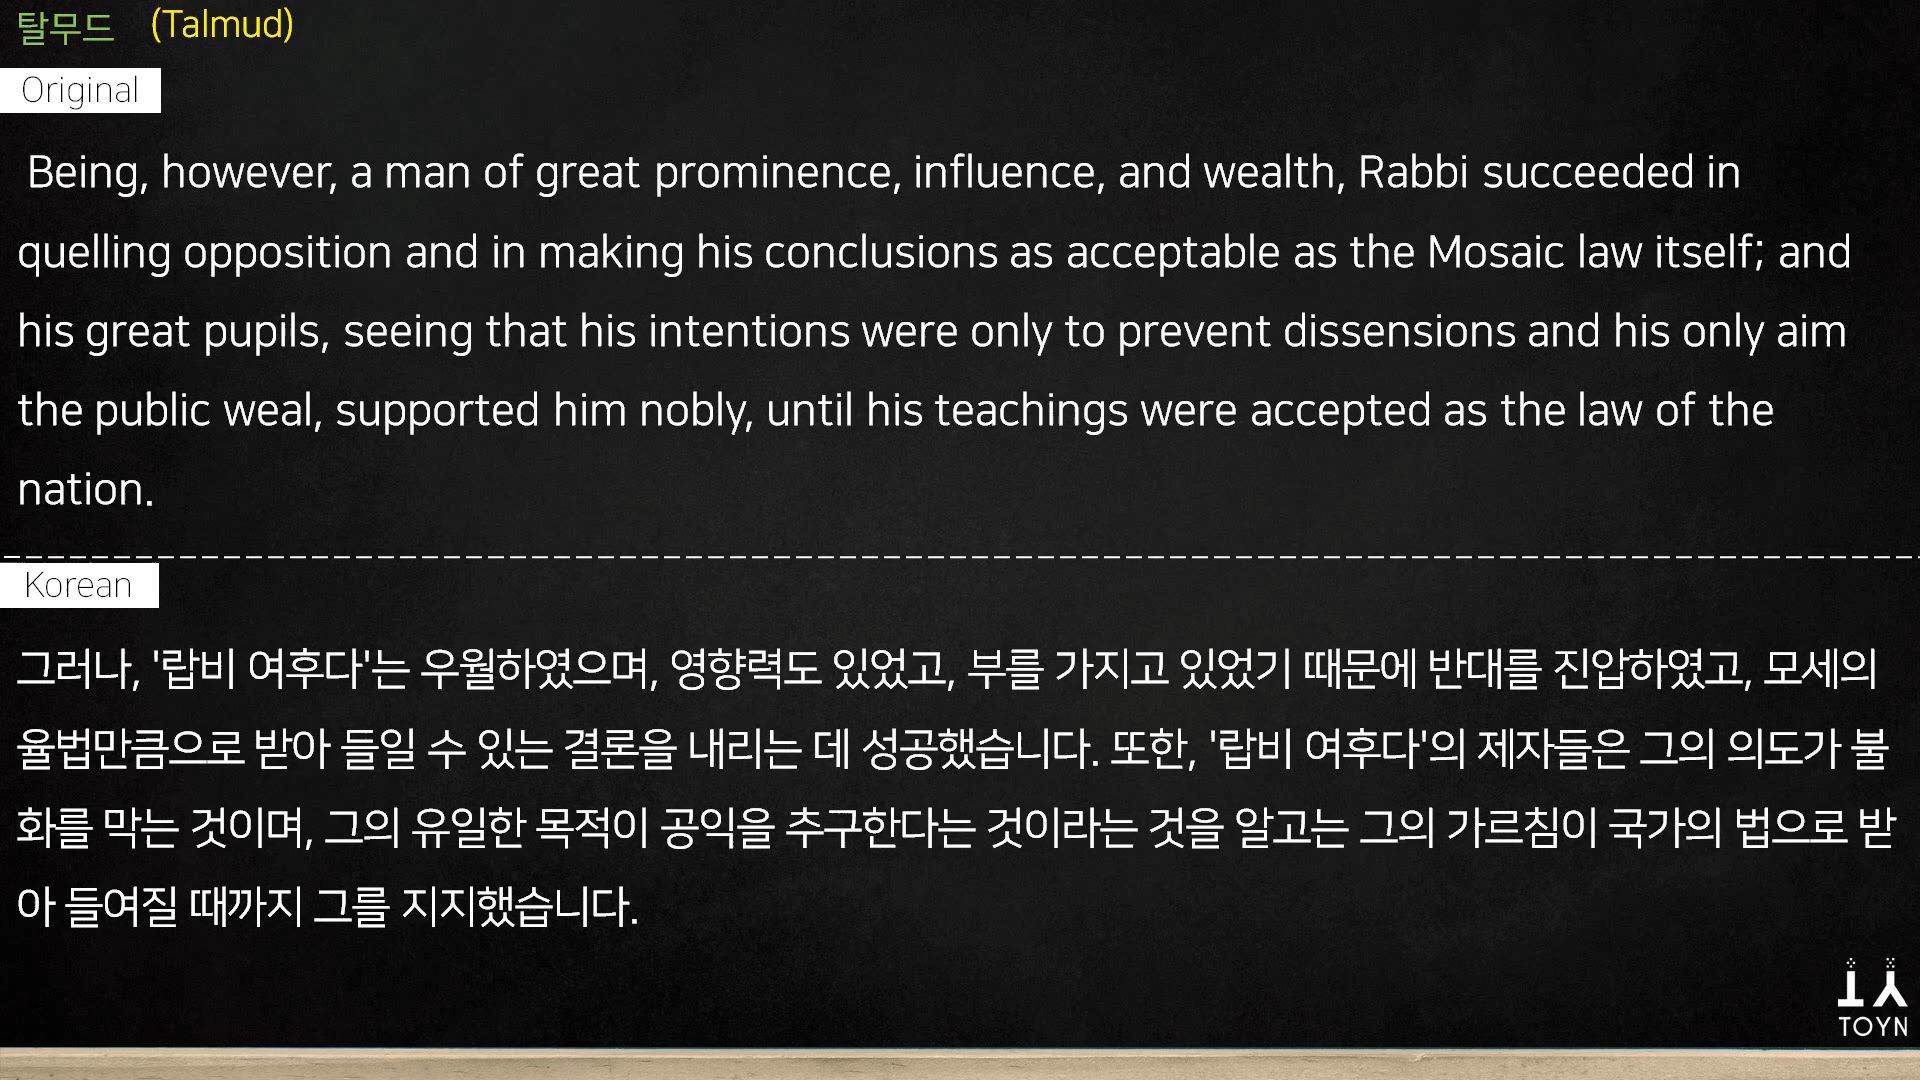 탈무드 (Talmud)
Original
Being, however, a man of great prominence, influence, and wealth, Rabbi succeeded in
quelling opposition and in making his conclusions as acceptable as the Mosaic law itself; and
his great pupils, seeing that his intentions were only to prevent dissensions and his only aim
the public weal, supported him nobly, until his teachings were accepted as the law of the
nation.
Korean
그러나, '랍비 여후다'는 우월하였으며, 영향력도 있었고, 부를 가지고 있었기 때문에 반대를 진압하였고, 모세의
율법만큼으로 받아 들일 수 있는 결론을 내리는 데 성공했습니다. 또한, '랍비 여후다'의 제자들은 그의 의도가 불
화를 막는 것이며, 그의 유일한 목적이 공익을 추구한다는 것이라는 것을 알고는 그의 가르침이 국가의 법으로 받
아 들여질 때까지 그를 지지했습니다.
TOYN